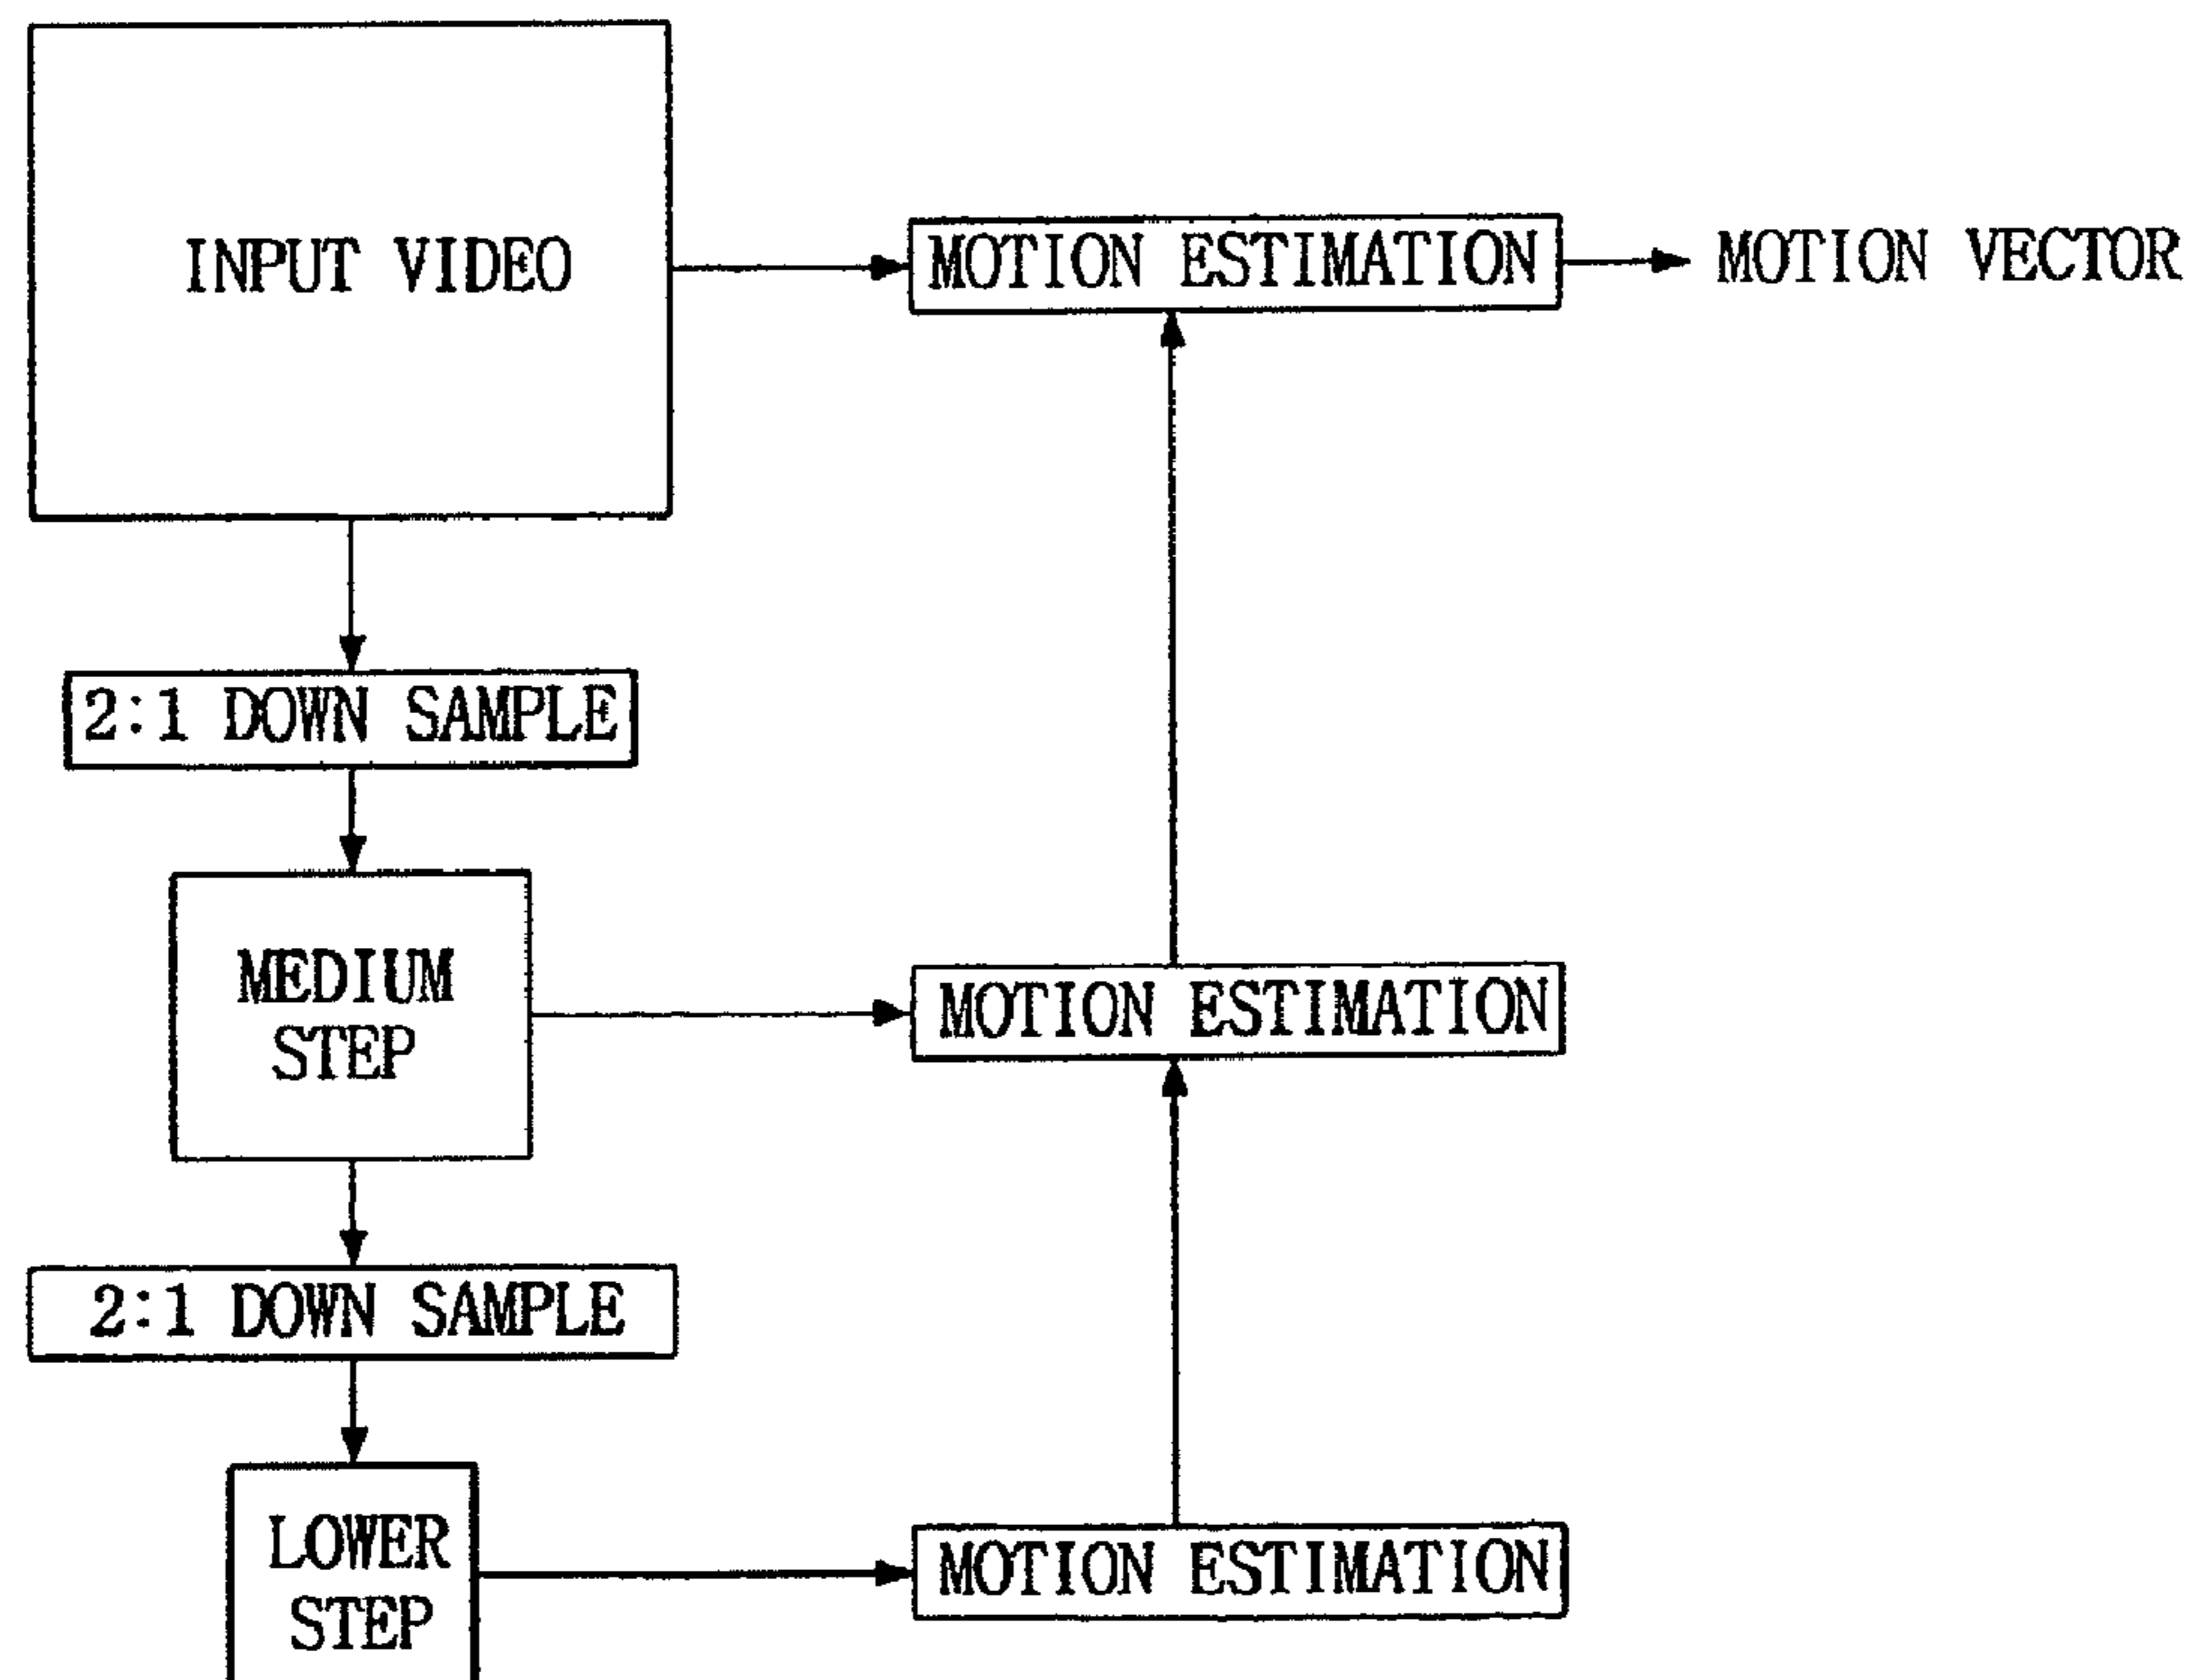 INPUT VIDEO
MOTION ESTIMATION
MOTION VECTOR
2:1 DOWN SAMPLE
MEDIUM
STEP
MOTION ESTIMATION
2:1 DOWN SAMPLE
LOWER
STEP
MOTION ESTIMATION